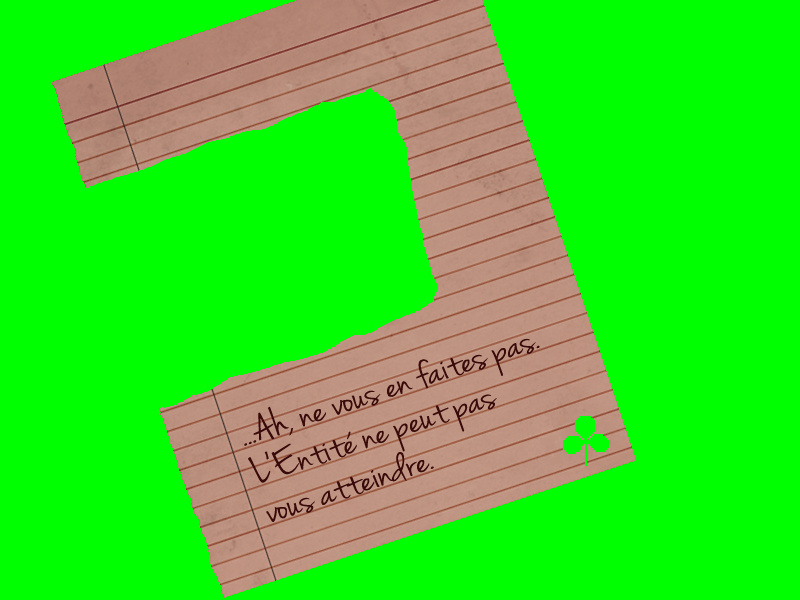 ...Ah, ne vous en faites pas.
L'Entité ne peut pas
vous atteindre.